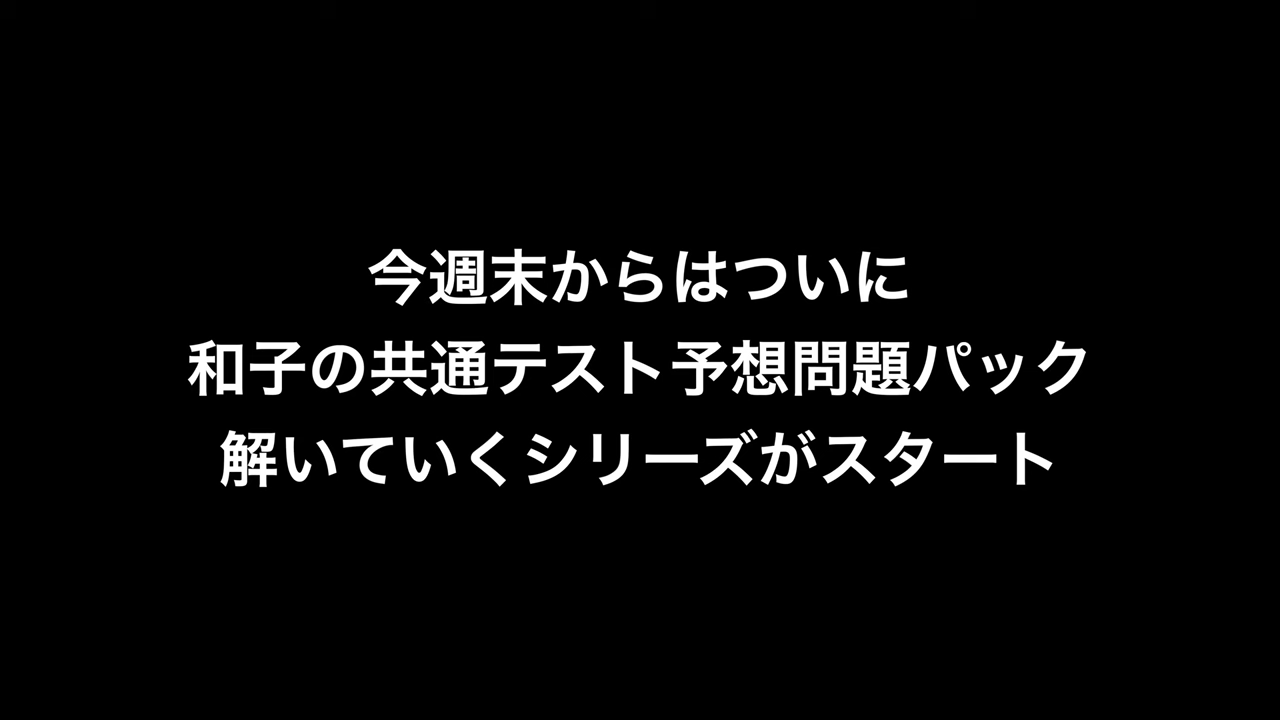 今週末からはついに
和子の共通テスト予想問題パック
解いていくシリーズがスタート